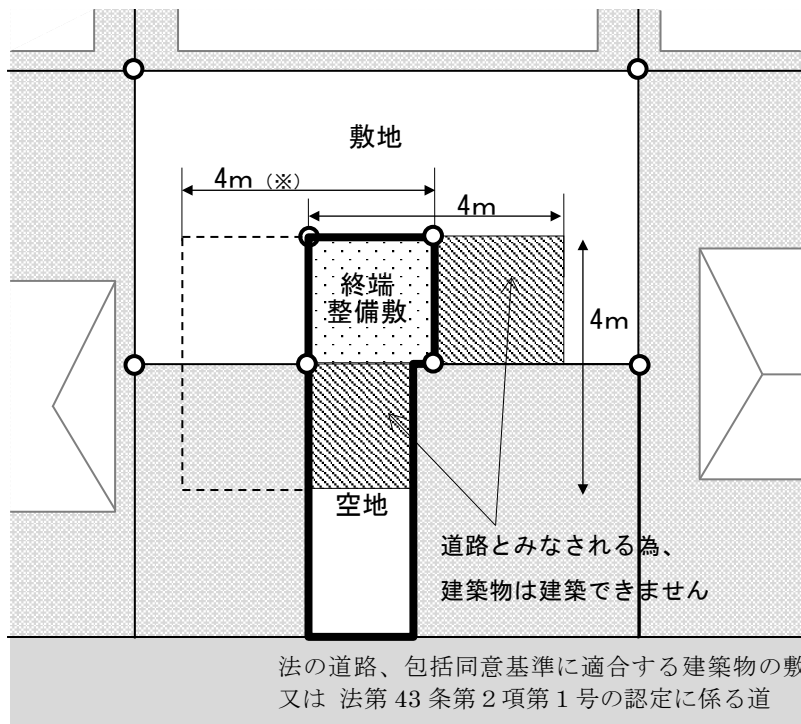 敷地
4m（※）
4m
終端
整備敷
4m
空地
道路とみなされる為、
建築物は建築できません
法の道路、包括同意基準に適合する建築物の敷
又は 法第 43 条第２項第１号の認定に係る道